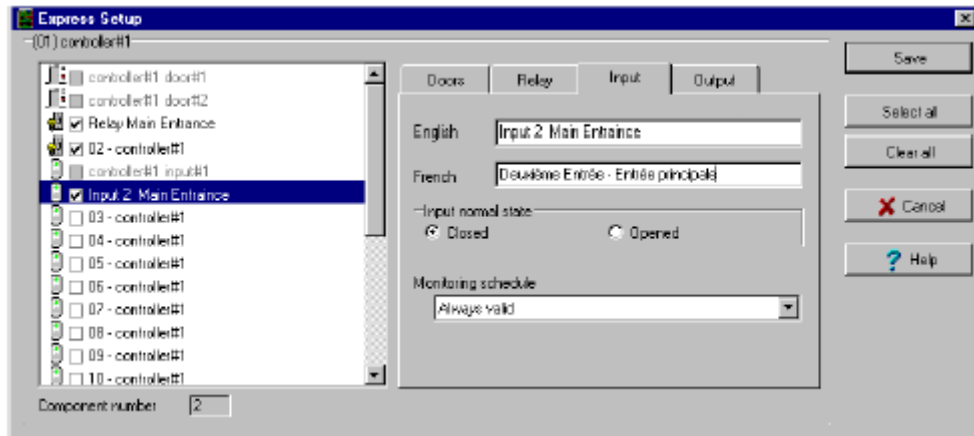 Express Setup
(01) controller#1
controller#1 door#1
controller#1 door#2
Relay Main Entrance
02 - controller#1
controller#1 input#1
Input 2 Main Entraince
03 - controller#1
04 - controller#1
05 - controller#1
06 - controller#1
07 - controller#1
08 - controller#1
09 - controller#1
10 - controller#1
Component number 2
Doors Relay Input Output
English Input 2 Main Entraince
French Deuxième Entrée - Entrée principale
Input normal state
Closed Opened
Monitoring schedule
Always valid
Save
Select all
Clear all
Cancel
Help